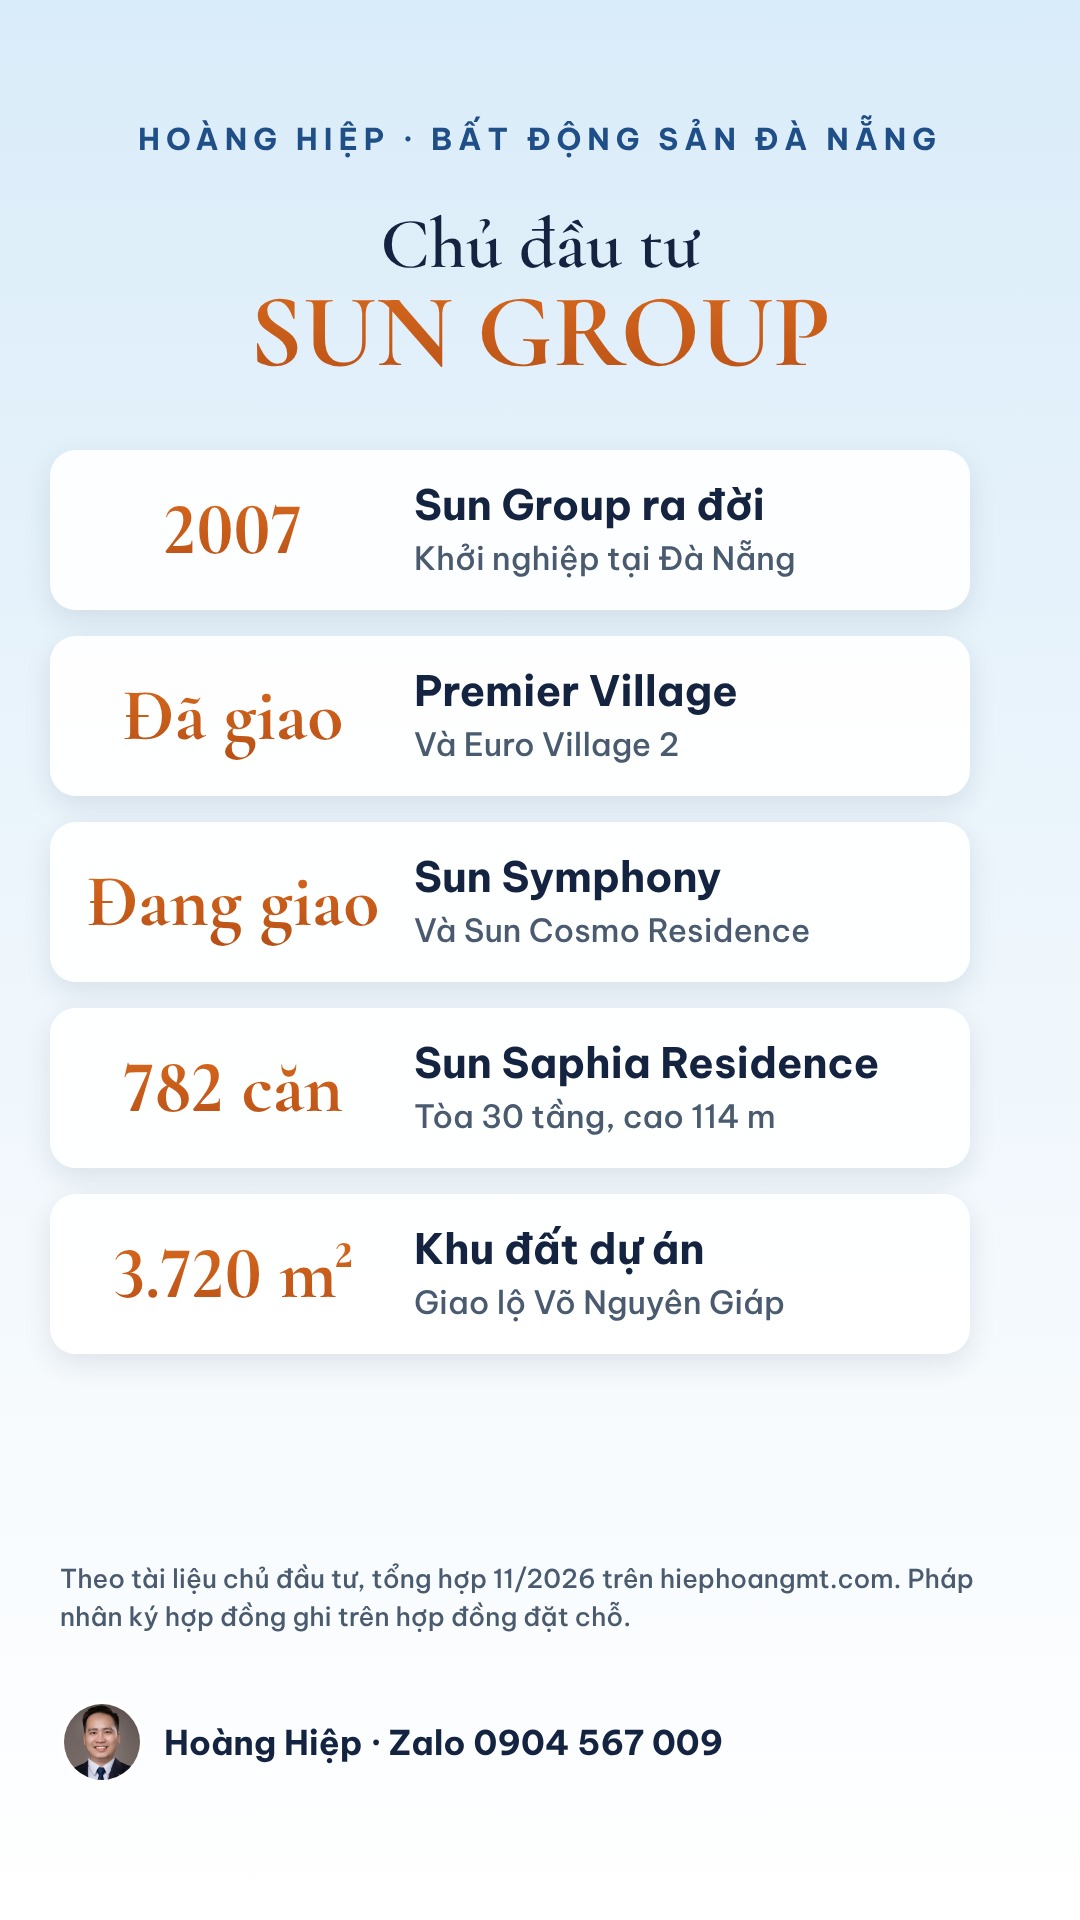 HOÀNG HIỆP · BẤT ĐỘNG SẢN ĐÀ NẴNG
Chủ đầu tư
SUN GROUP
2007
Sun Group ra đời
Khởi nghiệp tại Đà Nẵng
Đã giao
Premier Village
Và Euro Village 2
Đang giao
Sun Symphony
Và Sun Cosmo Residence
782 căn
Sun Saphia Residence
Tòa 30 tầng, cao 114 m
3.720 m²
Khu đất dự án
Giao lộ Võ Nguyên Giáp
Theo tài liệu chủ đầu tư, tổng hợp 11/2026 trên hiephoangmt.com. Pháp
nhân ký hợp đồng ghi trên hợp đồng đặt chỗ.
Hoàng Hiệp · Zalo 0904 567 009